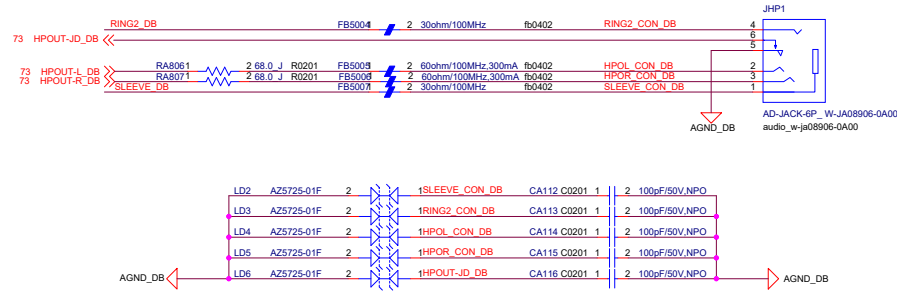 JHP1
RING2_DB FB5004 1 2 30ohm/100MHz fb0402 RING2_CON_DB 4
73 HPOUT-JD_DB 6
5
73 HPOUT-L_DB RA806 1 2 68.0_J R0201 FB5005 1 2 60ohm/100MHz,300mA fb0402 HPOL_CON_DB 2
73 HPOUT-R_DB RA807 1 2 68.0_J R0201 FB5006 1 2 60ohm/100MHz,300mA fb0402 HPOR_CON_DB 3
SLEEVE_DB FB5007 1 2 30ohm/100MHz fb0402 SLEEVE_CON_DB 1
AD-JACK-6P_ W-JA08906-0A00
AGND_DB audio_w-ja08906-0A00
LD2 AZ5725-01F 2 1 SLEEVE_CON_DB CA112 C0201 1 2 100pF/50V,NPO
LD3 AZ5725-01F 2 1 RING2_CON_DB CA113 C0201 1 2 100pF/50V,NPO
LD4 AZ5725-01F 2 1 HPOL_CON_DB CA114 C0201 1 2 100pF/50V,NPO
LD5 AZ5725-01F 2 1 HPOR_CON_DB CA115 C0201 1 2 100pF/50V,NPO
AGND_DB LD6 AZ5725-01F 2 1 HPOUT-JD_DB CA116 C0201 1 2 100pF/50V,NPO AGND_DB